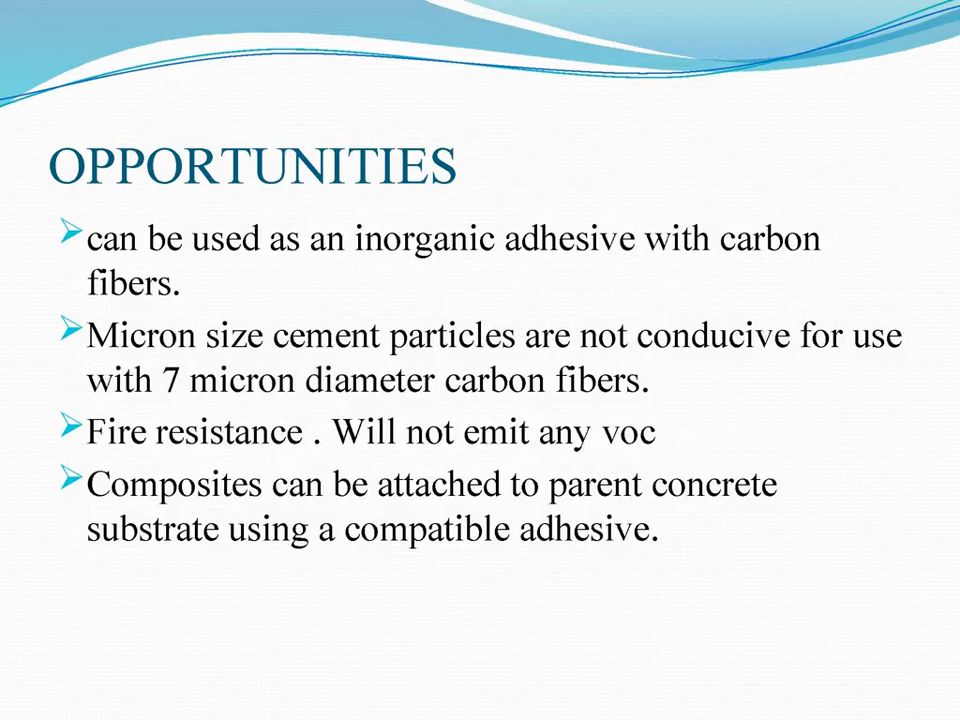 OPPORTUNITIES
can be used as an inorganic adhesive with carbon
fibers.
Micron size cement particles are not conducive for use
with 7 micron diameter carbon fibers.
Fire resistance . Will not emit any voc
Composites can be attached to parent concrete
substrate using a compatible adhesive.